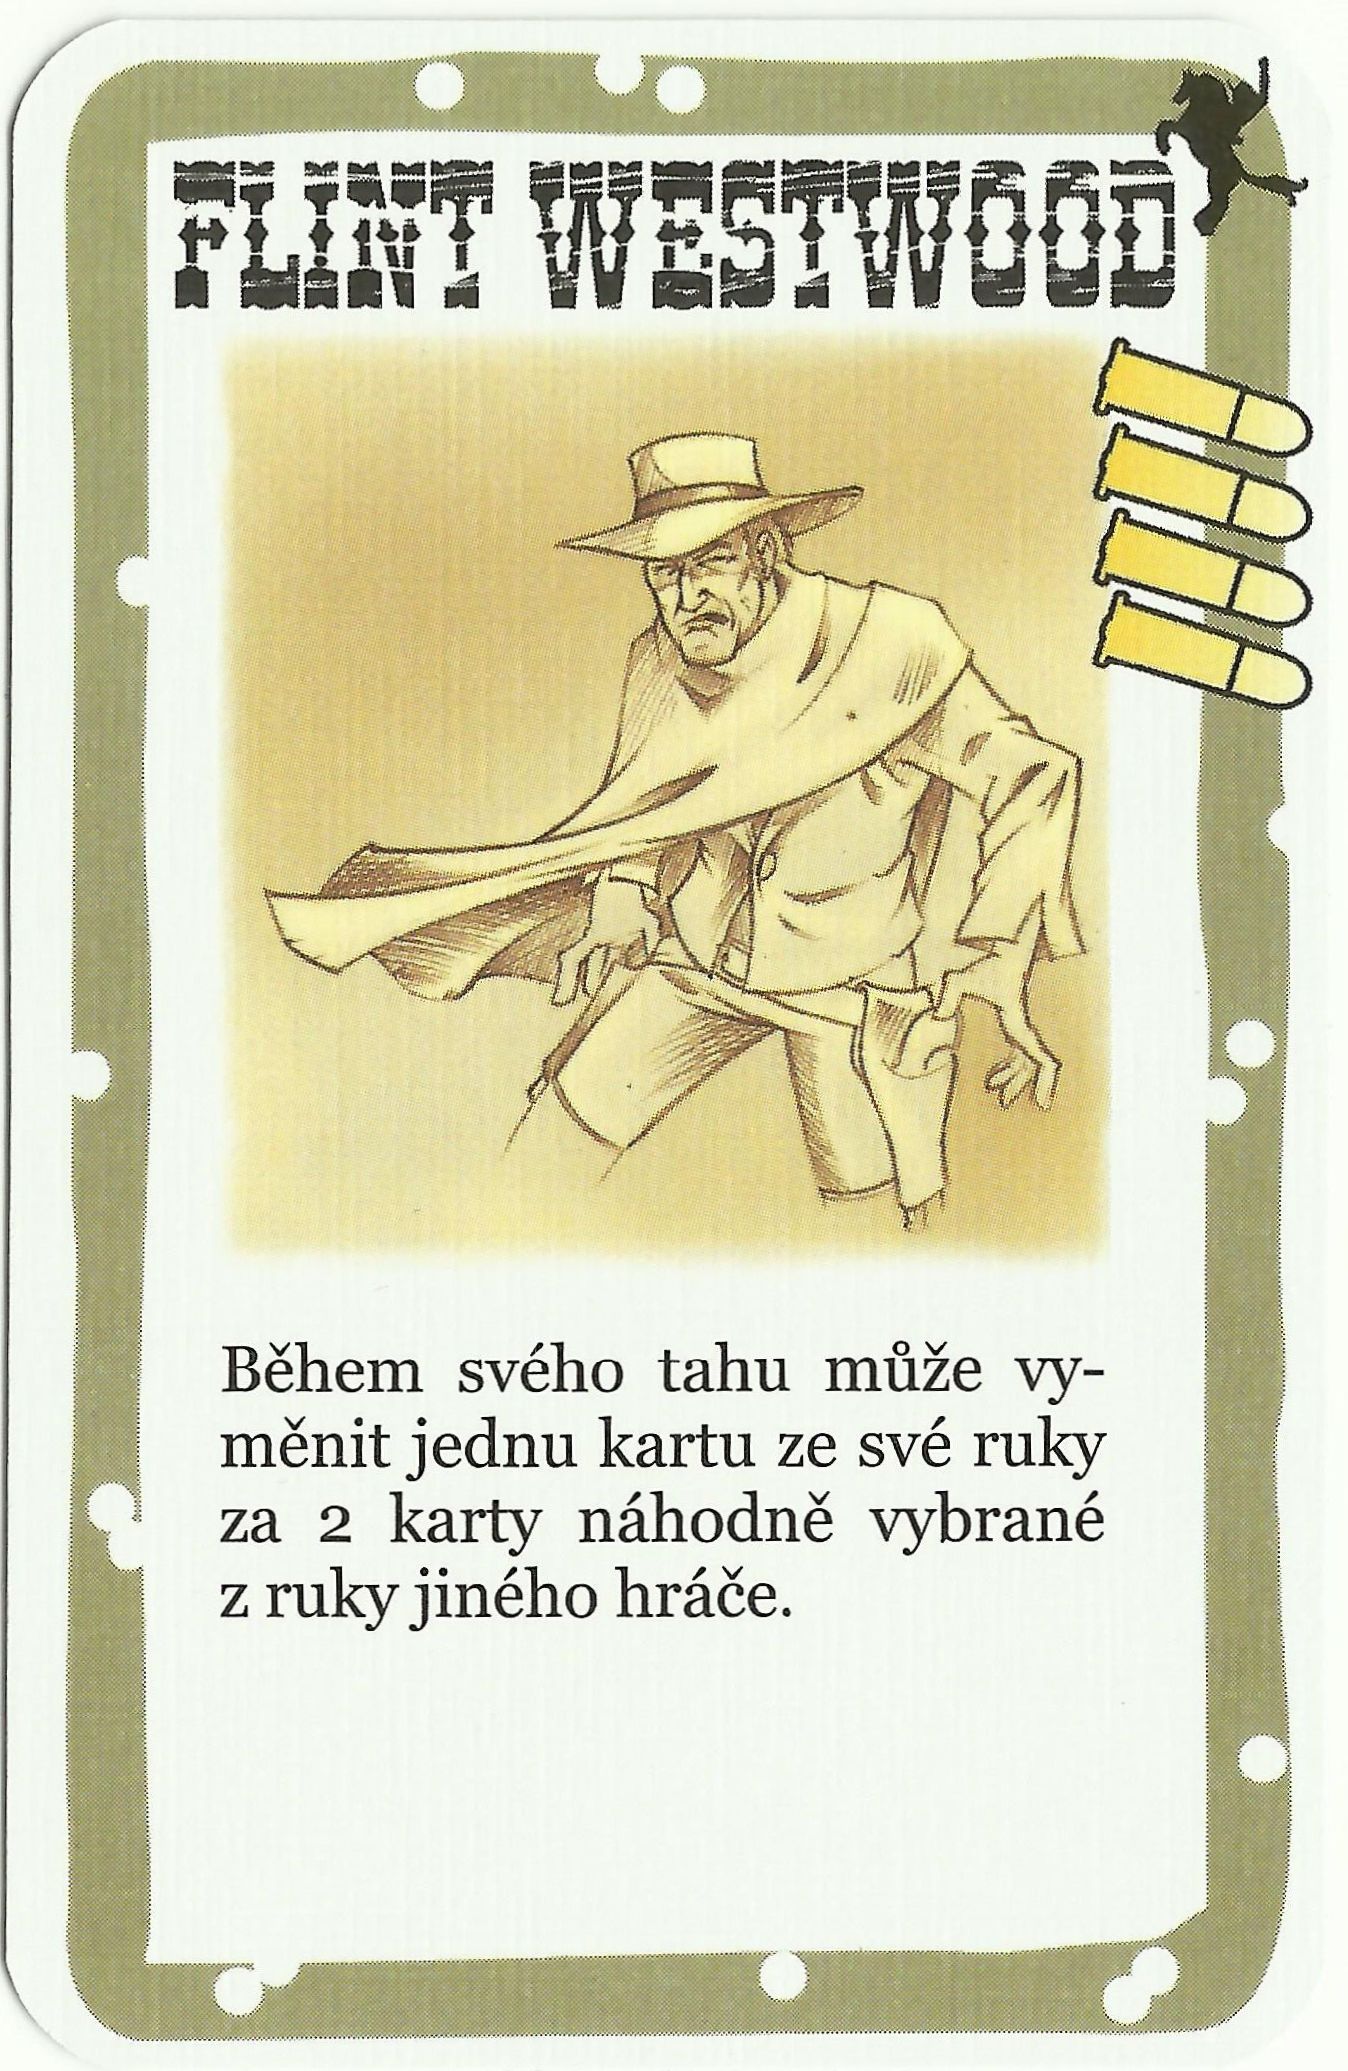 FLINT WESTWOOD
Během svého tahu může vy-
měnit jednu kartu ze své ruky
za 2 karty náhodně vybrané
z ruky jiného hráče.